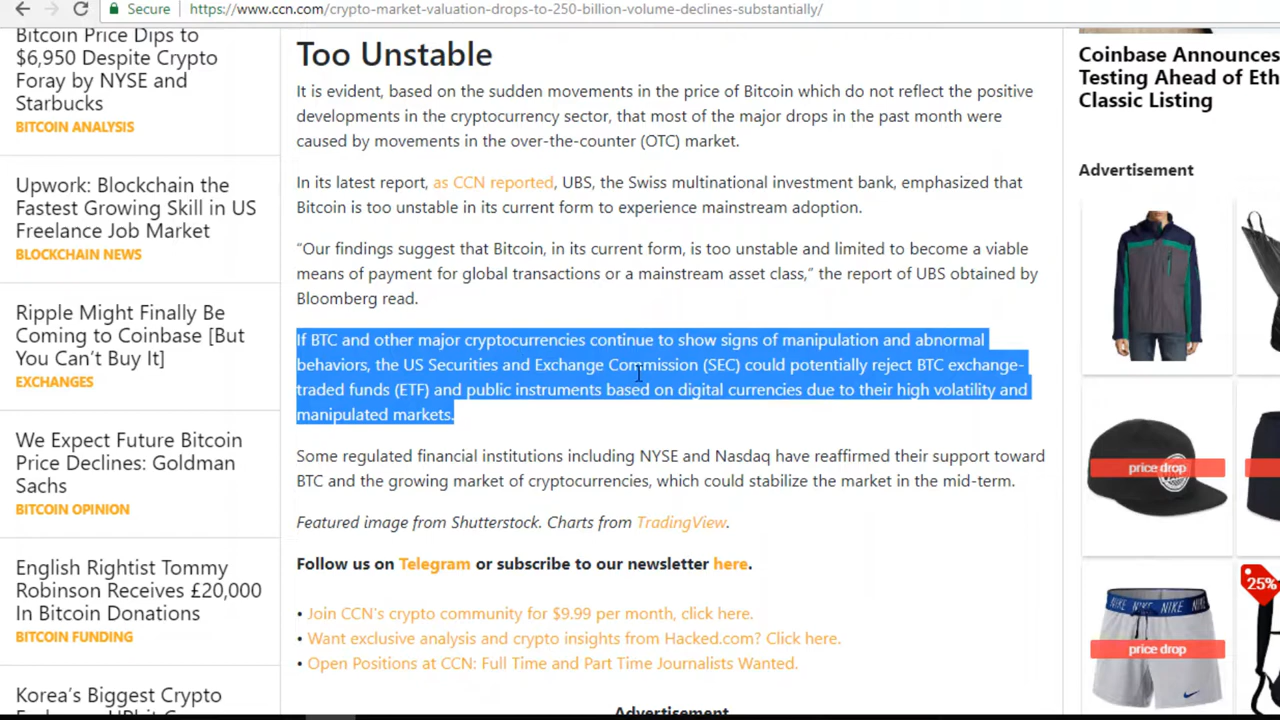 Secure
https://www.ccn.com/crypto-market-valuation-drops-to-250-billion-volume-declines-substantially/
Bitcoin Price Dips to
$6,950 Despite Crypto
Foray by NYSE and
Starbucks
BITCOIN ANALYSIS
Upwork: Blockchain the
Fastest Growing Skill in US
Freelance Job Market
BLOCKCHAIN NEWS
Ripple Might Finally Be
Coming to Coinbase [But
You Can't Buy It]
EXCHANGES
We Expect Future Bitcoin
Price Declines: Goldman
Sachs
BITCOIN OPINION
English Rightist Tommy
Robinson Receives £20,000
In Bitcoin Donations
BITCOIN FUNDING
Korea's Biggest Crypto
Too Unstable
It is evident, based on the sudden movements in the price of Bitcoin which do not reflect the positive
developments in the cryptocurrency sector, that most of the major drops in the past month were
caused by movements in the over-the-counter (OTC) market.
In its latest report, as CCN reported, UBS, the Swiss multinational investment bank, emphasized that
Bitcoin is too unstable in its current form to experience mainstream adoption.
“Our findings suggest that Bitcoin, in its current form, is too unstable and limited to become a viable
means of payment for global transactions or a mainstream asset class,” the report of UBS obtained by
Bloomberg read.
If BTC and other major cryptocurrencies continue to show signs of manipulation and abnormal
behaviors, the US Securities and Exchange Commission (SEC) could potentially reject BTC exchange-
traded funds (ETF) and public instruments based on digital currencies due to their high volatility and
manipulated markets.
Some regulated financial institutions including NYSE and Nasdaq have reaffirmed their support toward
BTC and the growing market of cryptocurrencies, which could stabilize the market in the mid-term.
Featured image from Shutterstock. Charts from TradingView.
Follow us on Telegram or subscribe to our newsletter here.
• Join CCN's crypto community for $9.99 per month, click here.
• Want exclusive analysis and crypto insights from Hacked.com? Click here.
• Open Positions at CCN: Full Time and Part Time Journalists Wanted.
Advertisement
Coinbase Announces
Testing Ahead of Eth
Classic Listing
Advertisement
price drop
25%
NIKE NIKE
price drop